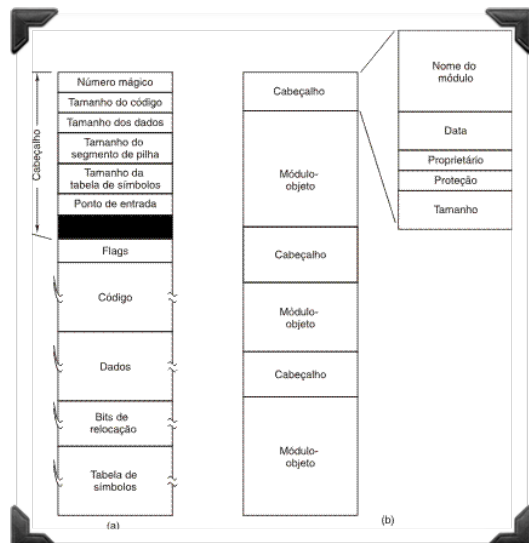 Cabeçalho
Número mágico
Tamanho do código
Tamanho dos dados
Tamanho do
segmento de pilha
Tamanho da
tabela de símbolos
Ponto de entrada
Flags
Código
Dados
Bits de
relocação
Tabela de
símbolos
(a)
Cabeçalho
Módulo-
objeto
Cabeçalho
Módulo-
objeto
Cabeçalho
Módulo-
objeto
(b)
Nome do
módulo
Data
Proprietário
Proteção
Tamanho